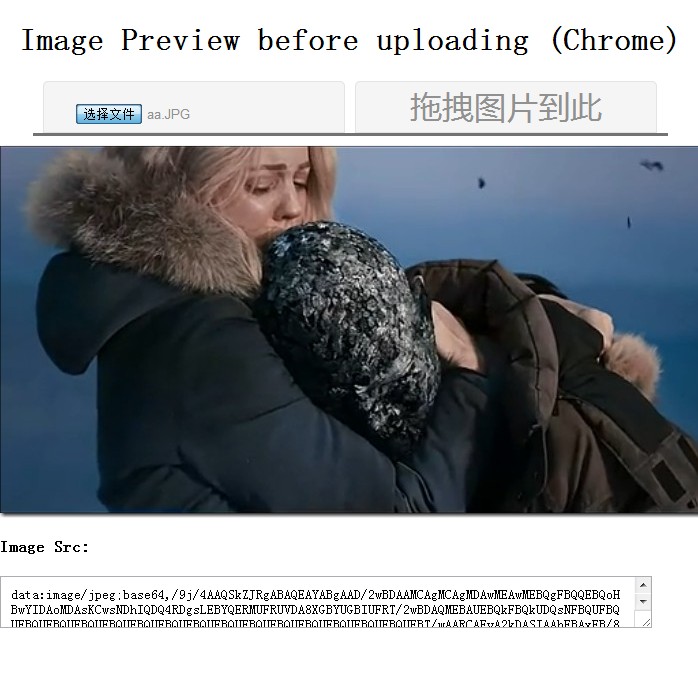 Image Preview before uploading (Chrome)
选择文件 aa.JPG
拖拽图片到此
Image Src:
data:image/jpeg;base64,/9j/4AAQSkZJRgABAQEAYABgAAD/2wBDAAMCAgMCAgMDAwMEAwMEBQgFBQQEBQoH
BwYIDAoMDAsKCwsNDhIQDQ4RDgsLEBYQERMUFRUVDA8XGBYUGBIUFRT/2wBDAQMEBAUEBQkFBQkUDQsNFBQUFBQ